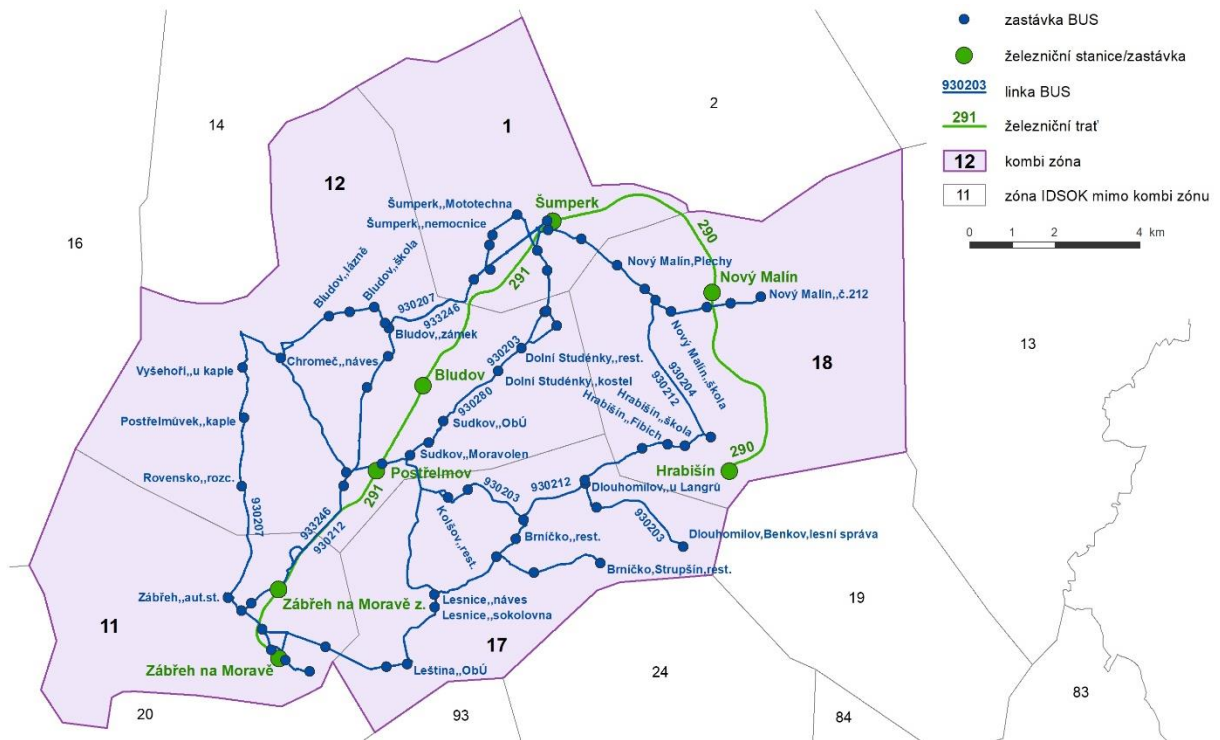 zastávka BUS
železniční stanice/zastávka
930203
linka BUS
291
železniční trať
12
kombi zóna
11
zóna IDSOK mimo kombi zónu
0 1 2 4 km
14
1
2
12
16
13
18
11
17
19
20
93
24
84
83
Šumperk,,Mototechna
Šumperk
Šumperk,,nemocnice
290
Bludov,,lázně
Bludov,,škola
291
Nový Malín,Plechy
Nový Malín
Nový Malín,,č.212
930207
933246
Bludov,,zámek
Nový Malín,,škola
Chromeč,,náves
930203
Dolní Studénky,,rest.
Vyšehoří,,u kaple
Bludov
Dolní Studénky,,kostel
930204
930212
Hrabišín,,škola
Hrabišín,,Fibich
930280
Postřelmůvek,,kaple
Sudkov,,ObÚ
Sudkov,,Moravolen
290
Hrabišín
Rovensko,,rozc.
Postřelmov
291
930203
930212
Dlouhomilov,,u Langrů
930207
Kolšov,,rest.
933246
930212
Brníčko,,rest.
930203
Dlouhomilov,Benkov,lesní správa
Brníčko,Strupšín,rest.
Zábřeh,,aut.st.
Zábřeh na Moravě z.
Lesnice,,náves
Lesnice,,sokolovna
Zábřeh na Moravě
Leština,,ObÚ